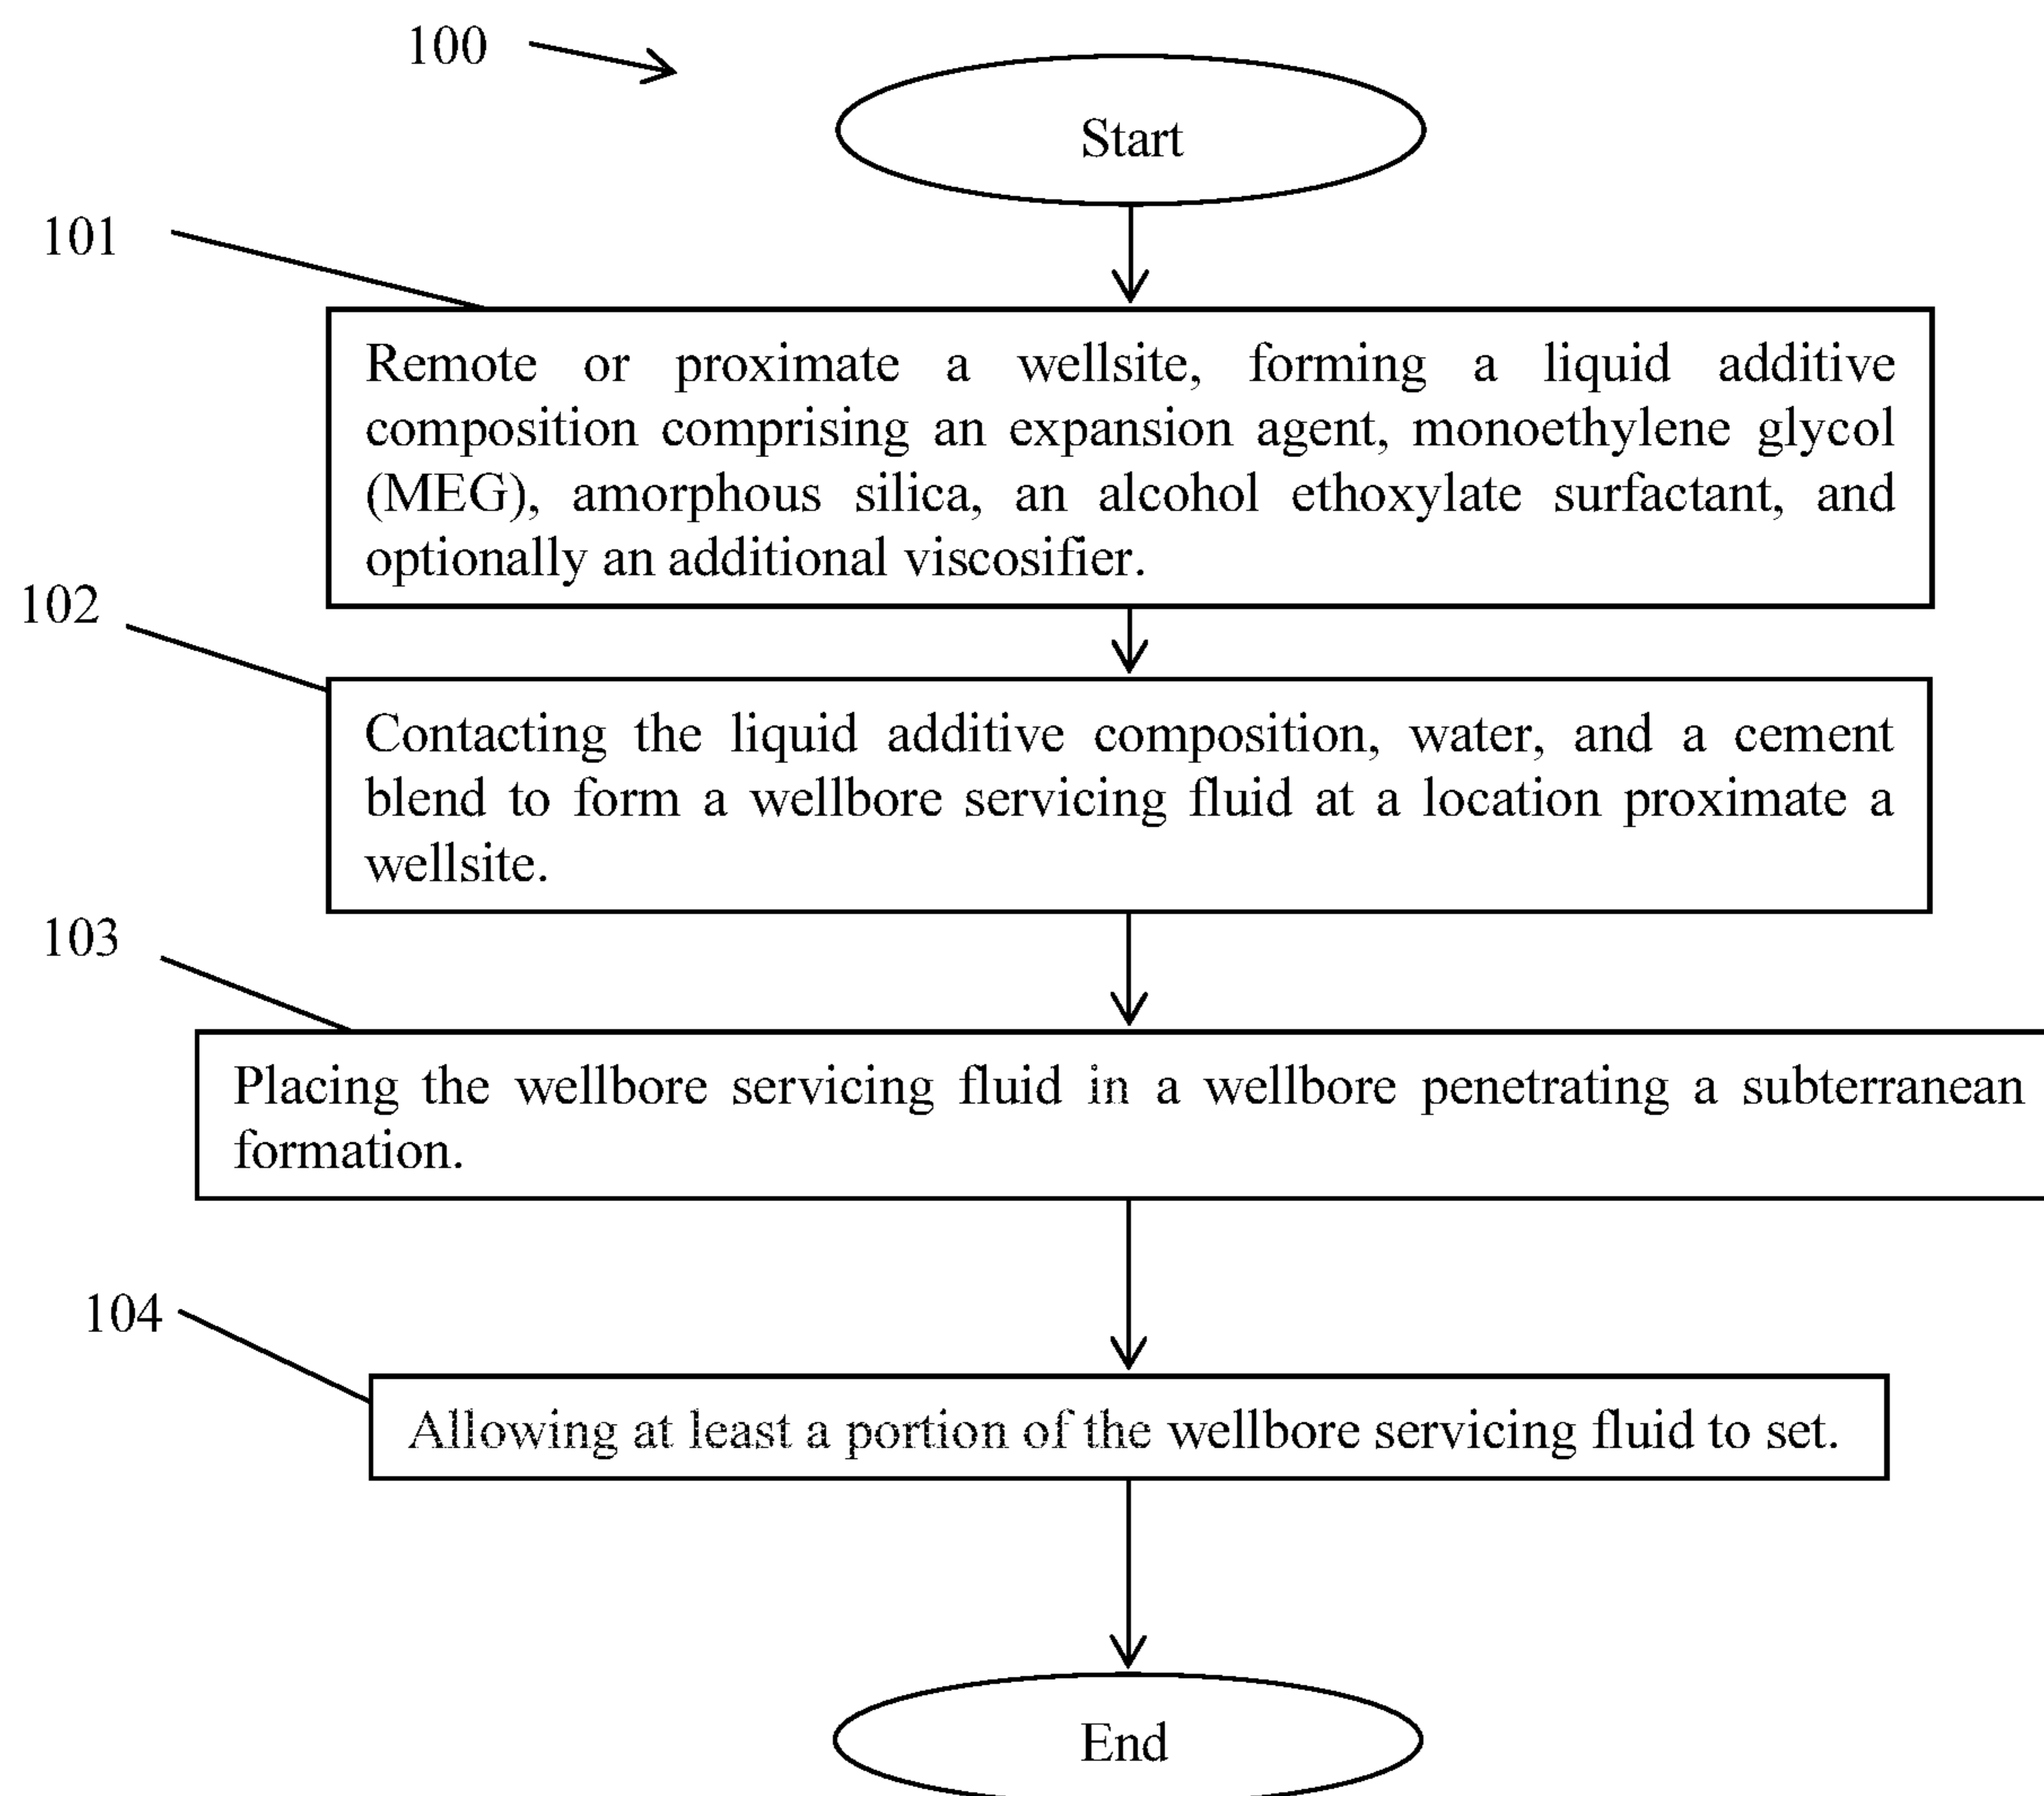 100
Start
101
Remote or proximate a wellsite, forming a liquid additive
composition comprising an expansion agent, monoethylene glycol
(MEG), amorphous silica, an alcohol ethoxylate surfactant, and
optionally an additional viscosifier.
102
Contacting the liquid additive composition, water, and a cement
blend to form a wellbore servicing fluid at a location proximate a
wellsite.
103
Placing the wellbore servicing fluid in a wellbore penetrating a subterranean
formation.
104
Allowing at least a portion of the wellbore servicing fluid to set.
End